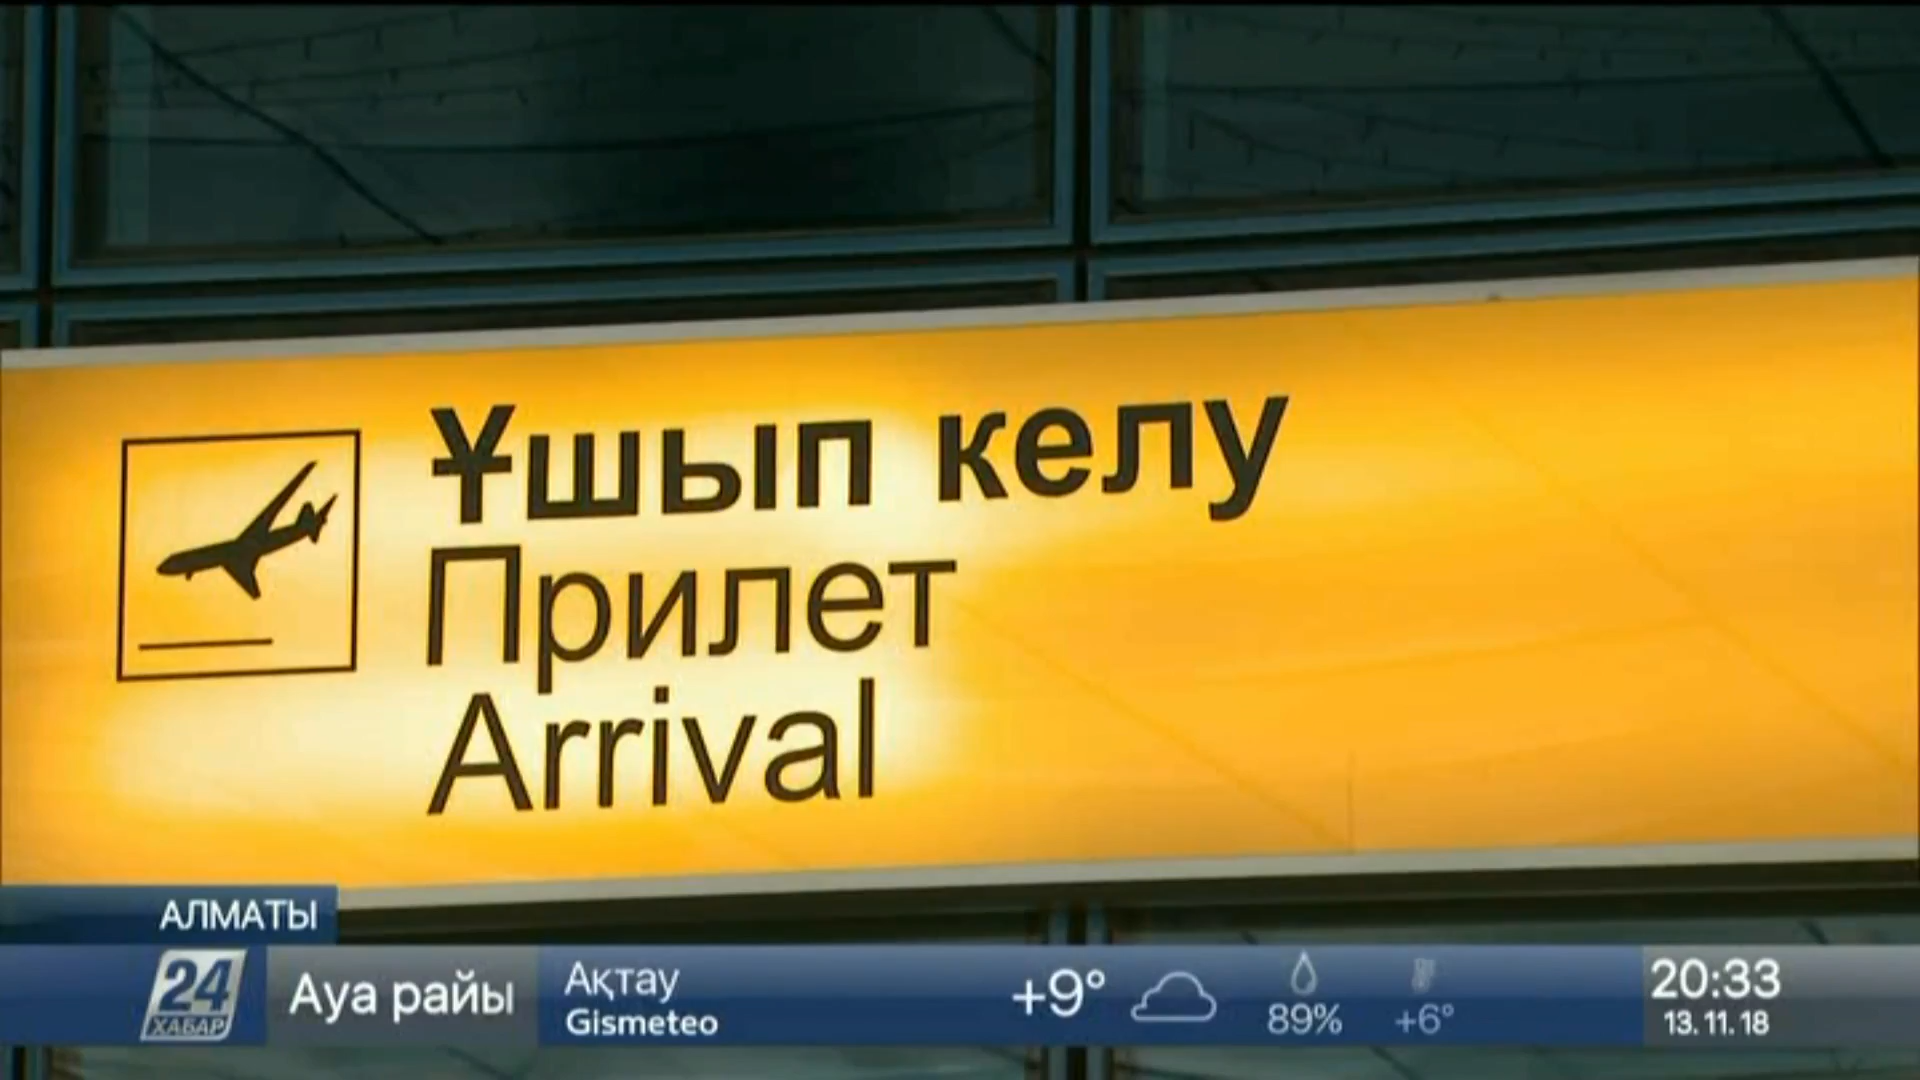 Ұшып келу
Прилет
Arrival
АЛМАТЫ
24
ХАБАР
Ауа райы
Ақтау
Gismeteo
+9°
89%
+6°
20:33
13.11.18